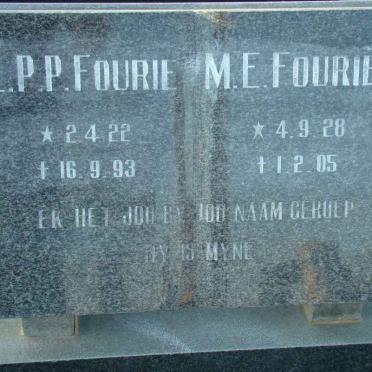 P.P. FOURIE M.E. FOURIE
★ 2.4.22 ★ 4.9.28
† 16.9.93 † 1.2.05
EK HET JOU BY JOU NAAM GEROEP
JY IS MYNE